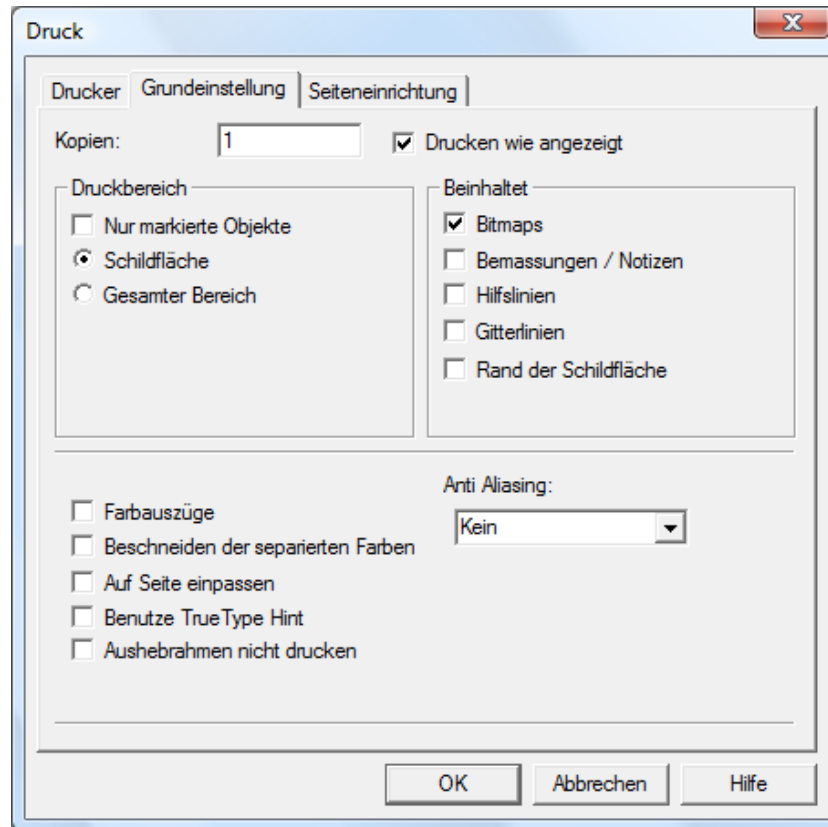 Druck
Drucker
Grundeinstellung
Seiteneinrichtung
Kopien:
1
Drucken wie angezeigt
Druckbereich
Nur markierte Objekte
Schildfläche
Gesamter Bereich
Beinhaltet
Bitmaps
Bemassungen / Notizen
Hilfslinien
Gitterlinien
Rand der Schildfläche
Farbauszüge
Beschneiden der separierten Farben
Auf Seite einpassen
Benutze TrueType Hint
Aushebrahmen nicht drucken
Anti Aliasing:
Kein
OK
Abbrechen
Hilfe